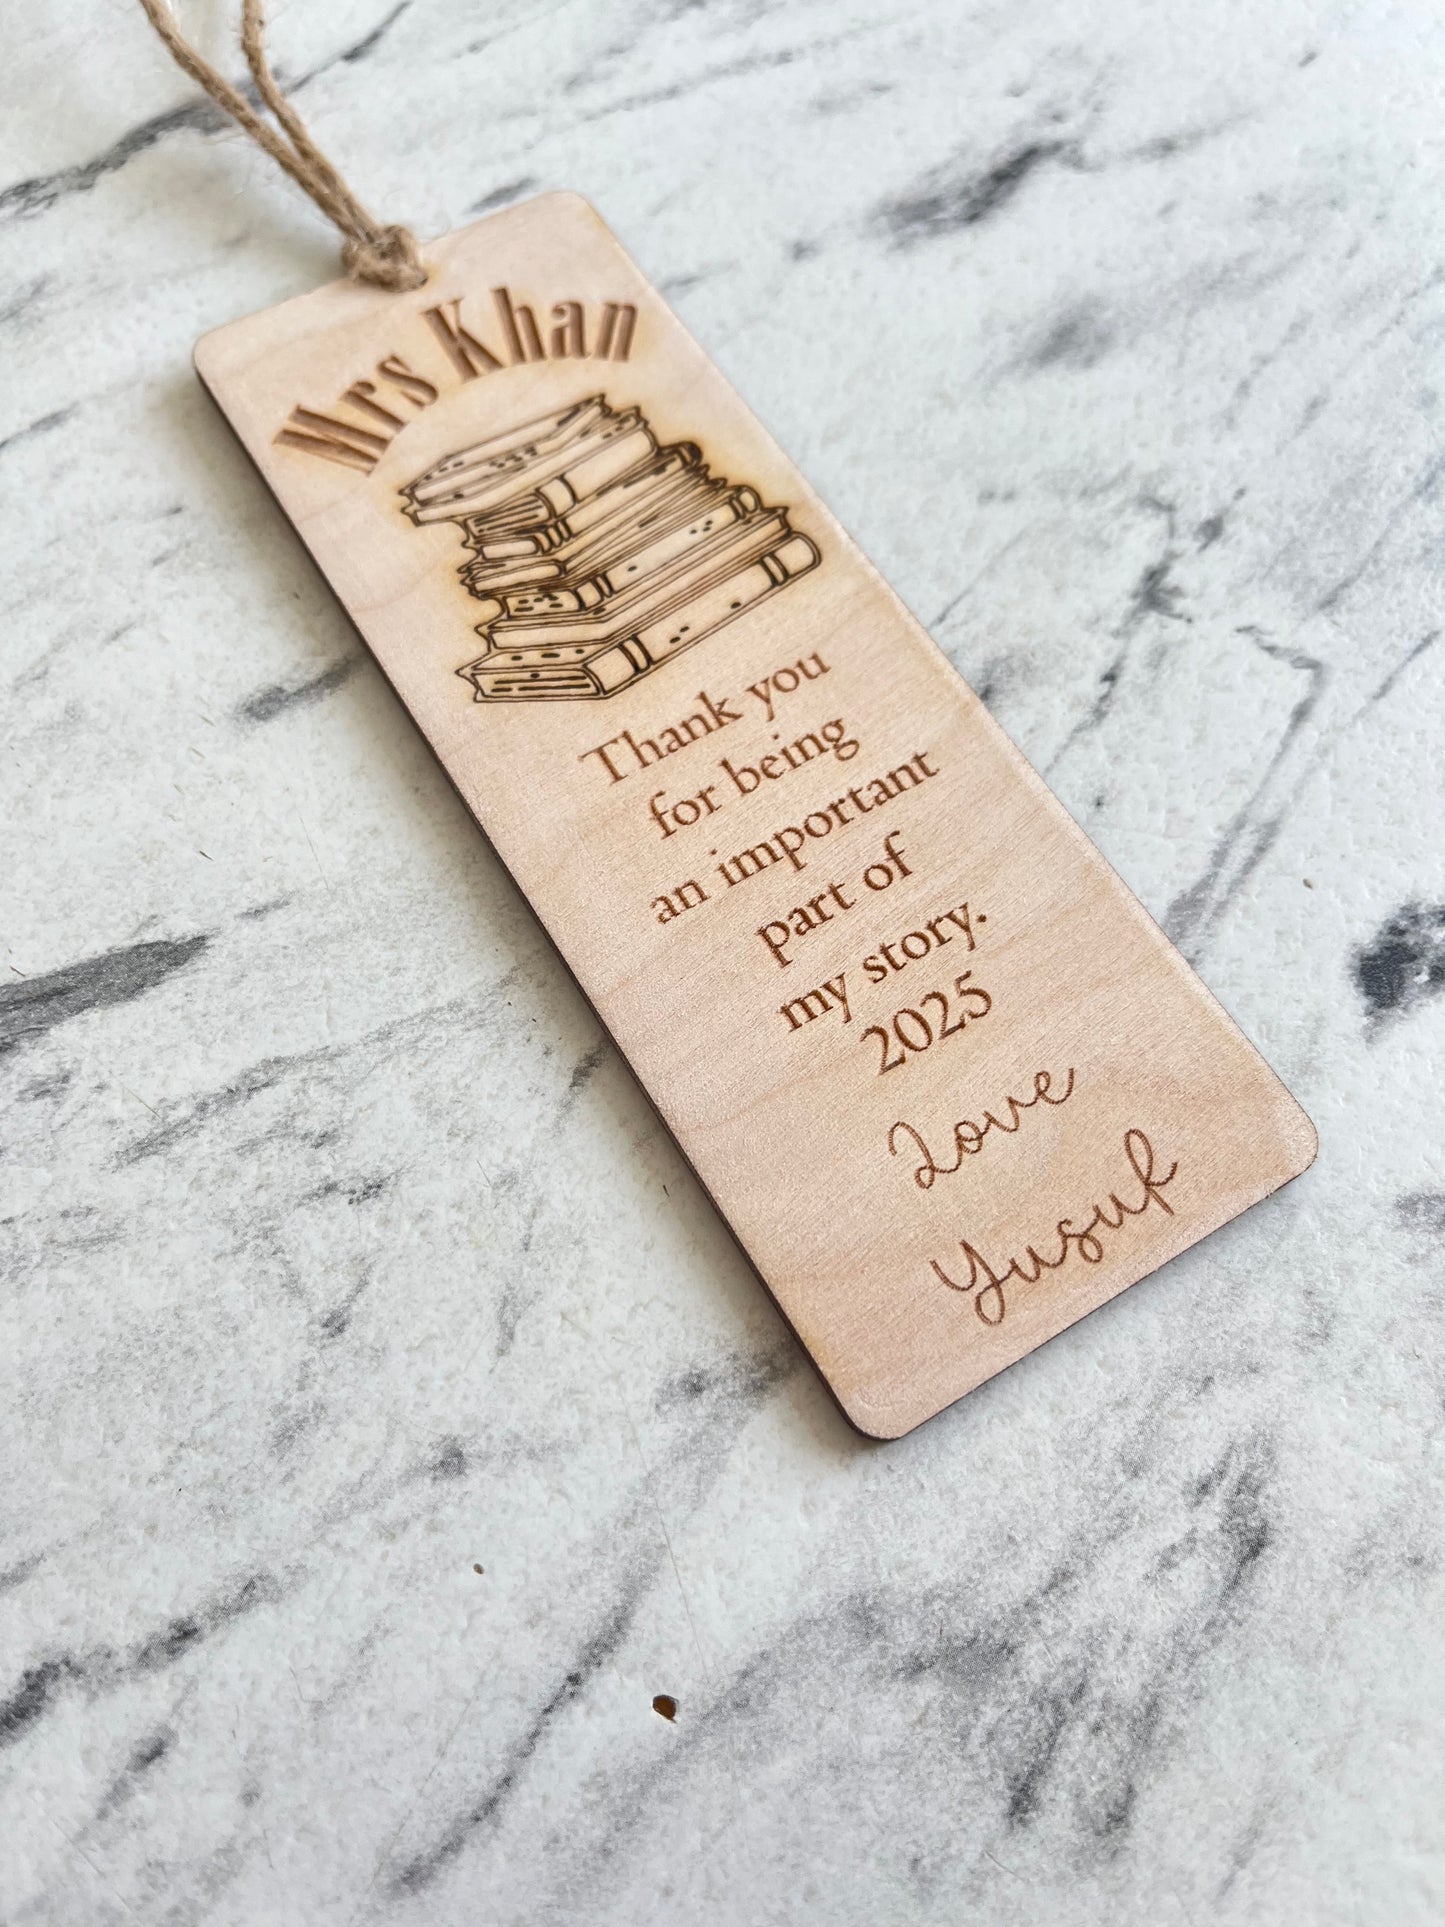 Mrs Khan
Thank you
for being
an important
part of
my story.
2025
Love
Yusuf